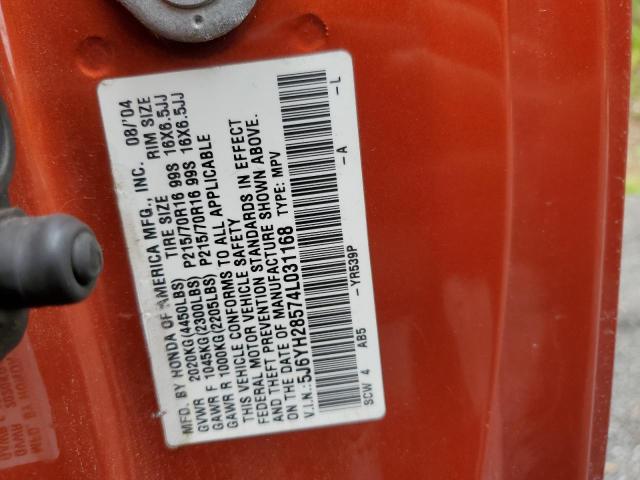 MFD. BY HONDA OF AMERICA MFG., INC. 08/'04
TIRE SIZE RIM SIZE
GVWR 2020KG(4450LBS)
GAWR F 1045KG(2300LBS) P215/70R16 99S 16X6.5JJ
GAWR R 1000KG(2205LBS) P215/70R16 99S 16X6.5JJ
THIS VEHICLE CONFORMS TO ALL APPLICABLE
FEDERAL MOTOR VEHICLE SAFETY
AND THEFT PREVENTION STANDARDS IN EFFECT
ON THE DATE OF MANUFACTURE SHOWN ABOVE.
V.I.N.:5J6YH28574L031168 TYPE: MPV
SCW 4 AB5 -YR539P -A -L